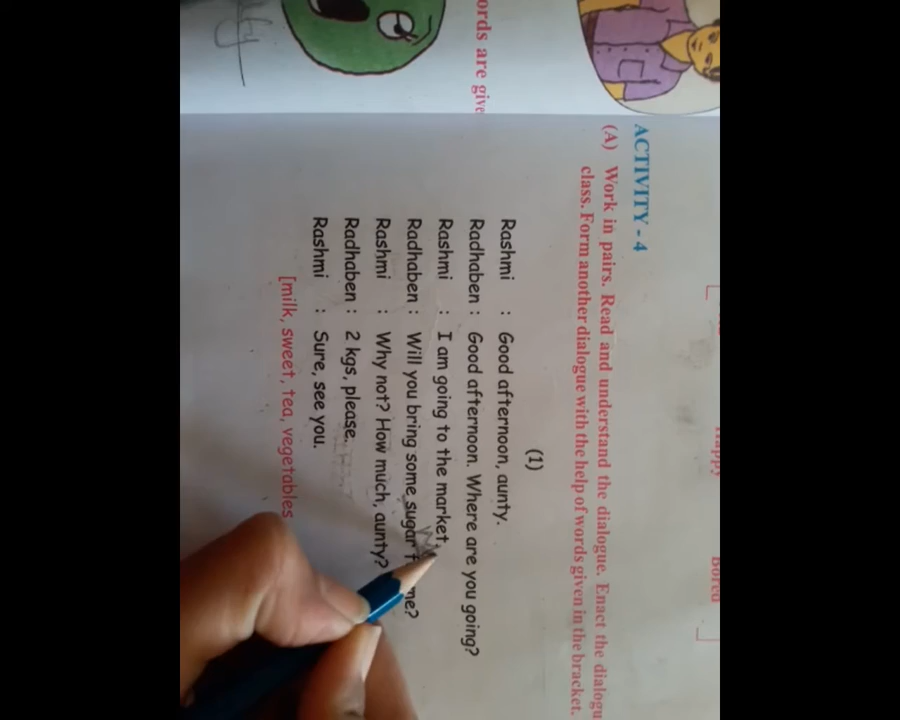 ords are give
ACTIVITY - 4
(A) Work in pairs. Read and understand the dialogue. Enact the dialogu
class. Form another dialogue with the help of words given in the bracket.
(1)
Rashmi : Good afternoon, aunty.
Radhaben : Good afternoon. Where are you going?
Rashmi : I am going to the market
Radhaben : Will you bring some sugar f me?
Rashmi : Why not? How much, aunty?
Radhaben : 2 kgs, please.
Rashmi : Sure, see you.
[milk, sweet, tea, vegetables